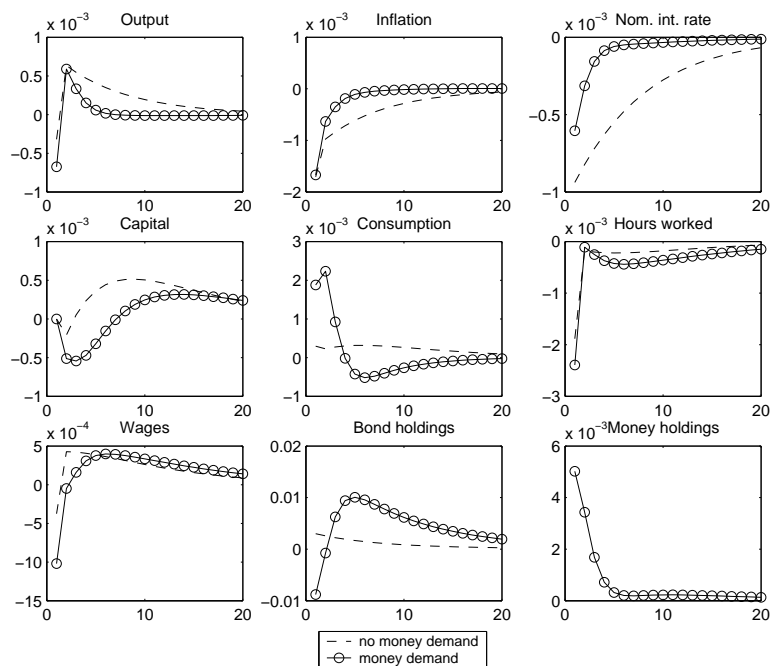 x 10⁻³ Output
1
0.5
0
−0.5
−1
0 10 20
x 10⁻³ Inflation
1
0
−1
−2
0 10 20
x 10⁻³ Nom. int. rate
0
−0.5
−1
0 10 20
x 10⁻³ Capital
1
0.5
0
−0.5
−1
0 10 20
x 10⁻³ Consumption
3
2
1
0
−1
0 10 20
x 10⁻³ Hours worked
0
−1
−2
−3
0 10 20
x 10⁻⁴ Wages
5
0
−5
−10
−15
0 10 20
Bond holdings
0.02
0.01
0
−0.01
0 10 20
x 10⁻³ Money holdings
6
4
2
0
0 10 20
no money demand
money demand